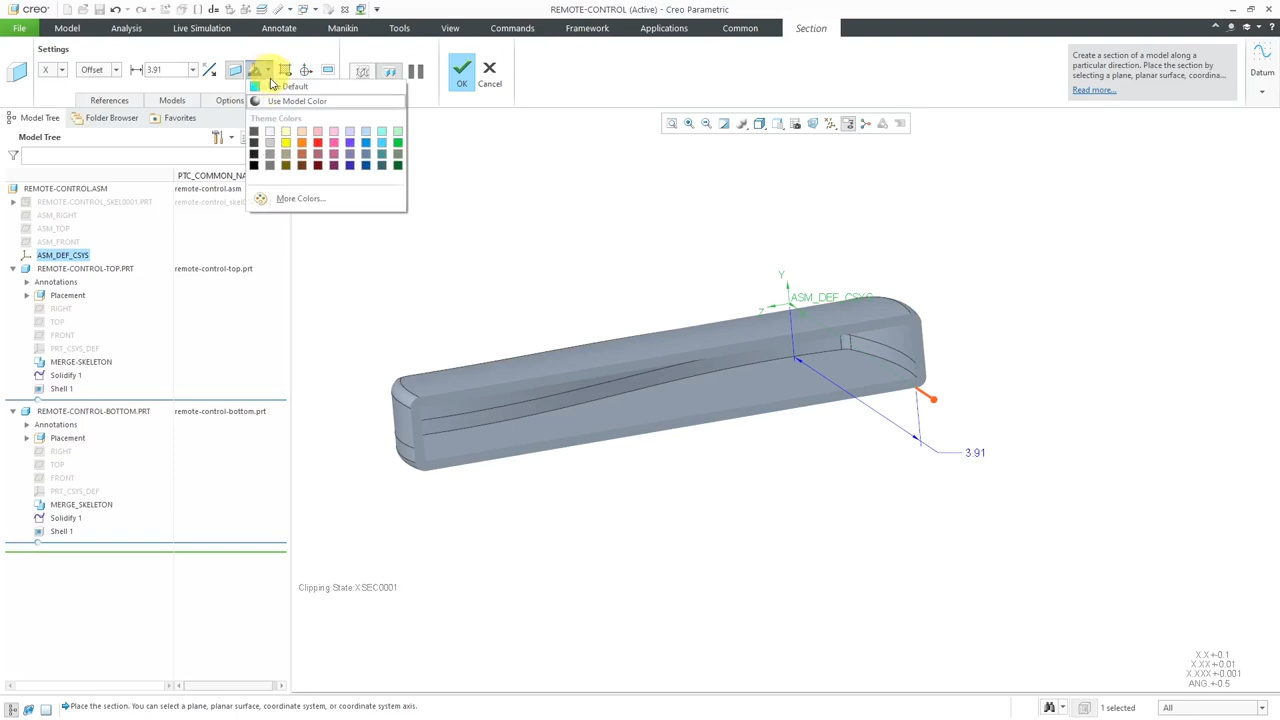 creo
REMOTE-CONTROL (Active) - Creo Parametric
File Model Analysis Live Simulation Annotate Manikin Tools View Commands Framework Applications Common Section
Settings
X Offset 3.91
OK Cancel
Create a section of a model along a particular direction. Place the section by selecting a plane, planar surface, coordina...
Read more...
Datum
References Models Options
Default
Use Model Color
Theme Colors
More Colors...
Model Tree Folder Browser Favorites
Model Tree
PTC_COMMON_NA
REMOTE-CONTROL.ASM remote-control.asm
REMOTE-CONTROL_SKEL0001.PRT remote-control_skel0
ASM_RIGHT
ASM_TOP
ASM_FRONT
ASM_DEF_CSYS
REMOTE-CONTROL-TOP.PRT remote-control-top.prt
Annotations
Placement
RIGHT
TOP
FRONT
PRT_CSYS_DEF
MERGE-SKELETON
Solidify 1
Shell 1
REMOTE-CONTROL-BOTTOM.PRT remote-control-bottom.prt
Annotations
Placement
RIGHT
TOP
FRONT
PRT_CSYS_DEF
MERGE_SKELETON
Solidify 1
Shell 1
Y
ASM_DEF_CSYS
Z
3.91
Clipping State:XSEC0001
X.X +-0.1
X.XX +-0.01
X.XXX +-0.001
ANG.+-0.5
Place the section. You can select a plane, planar surface, coordinate system, or coordinate system axis.
1 selected
All